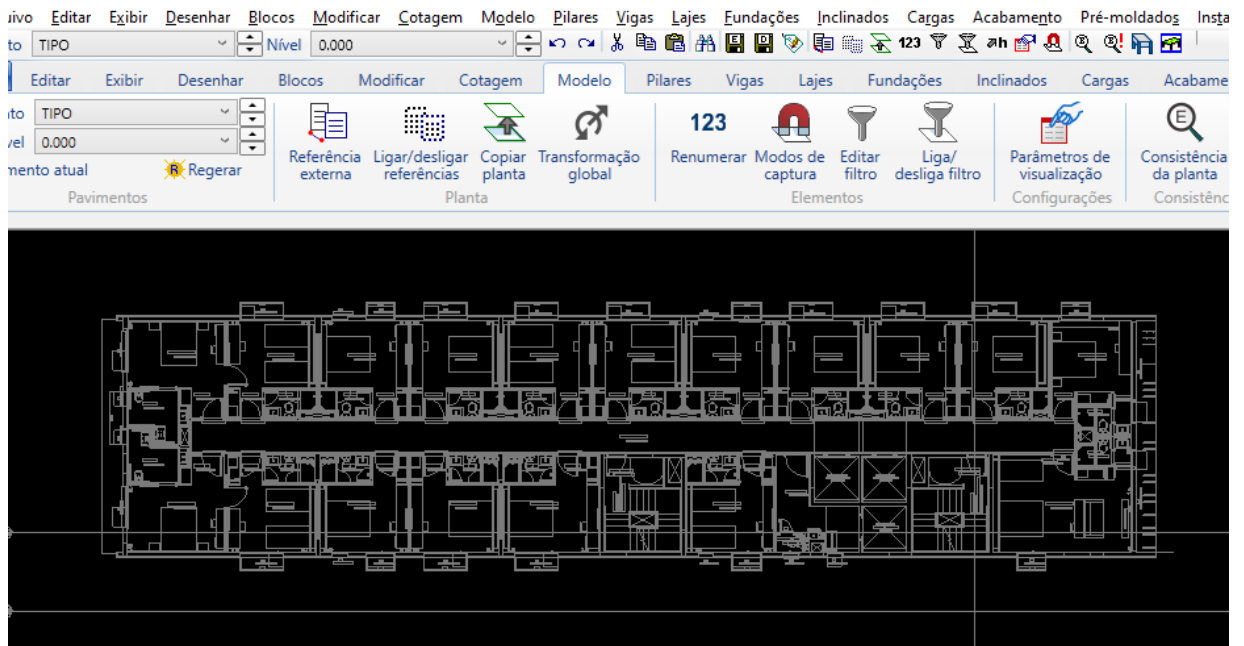 uivo Editar Exibir Desenhar Blocos Modificar Cotagem Modelo Pilares Vigas Lajes Fundações Inclinados Cargas Acabamento Pré-moldados Insta
to TIPO Nível 0.000 123
Editar Exibir Desenhar Blocos Modificar Cotagem Modelo Pilares Vigas Lajes Fundações Inclinados Cargas Acabame
nto TIPO
vel 0.000
mento atual R Regerar
Pavimentos
Referência externa
Ligar/desligar referências
Copiar planta
Transformação global
Planta
123
Renumerar
Modos de captura
Editar filtro
Liga/ desliga filtro
Elementos
Parâmetros de visualização
Configurações
E
Consistência da planta
Consistênc